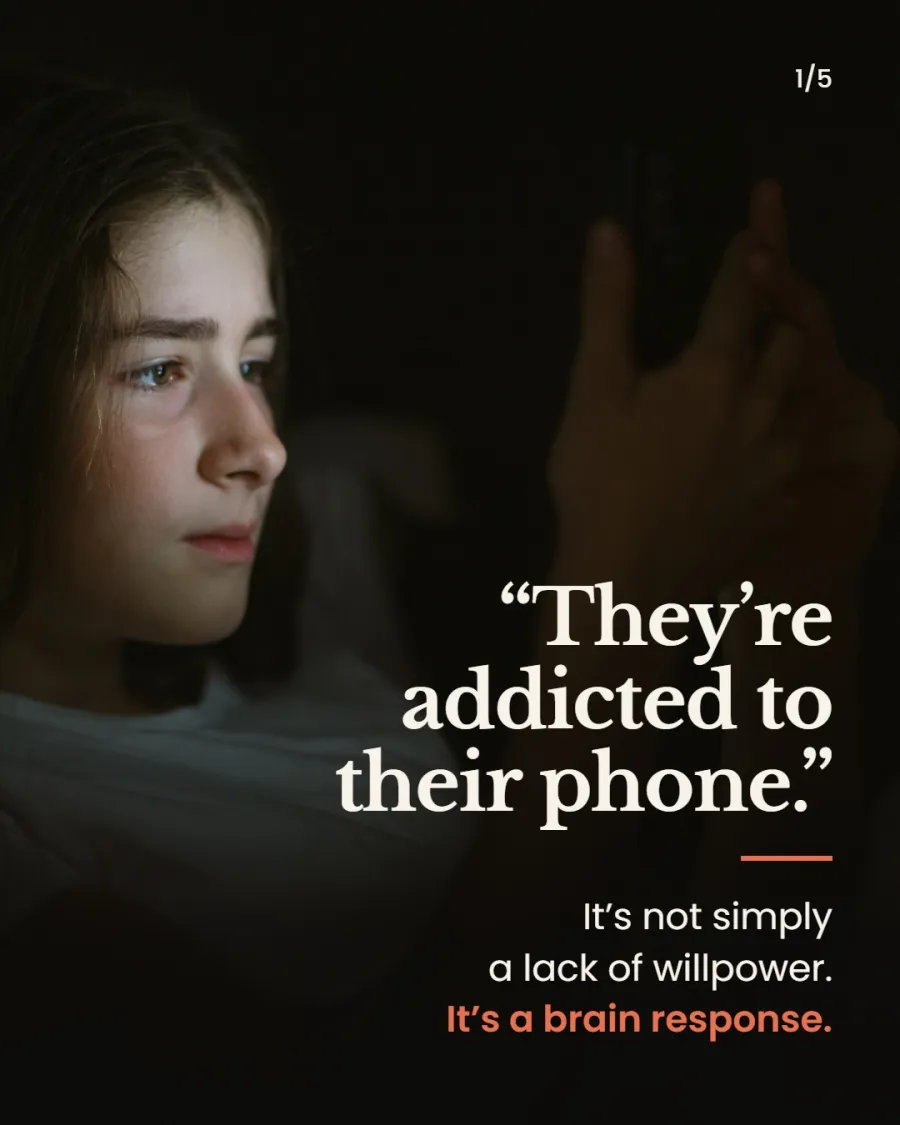 1/5
“They’re
addicted to
their phone.”
It’s not simply
a lack of willpower.
It’s a brain response.